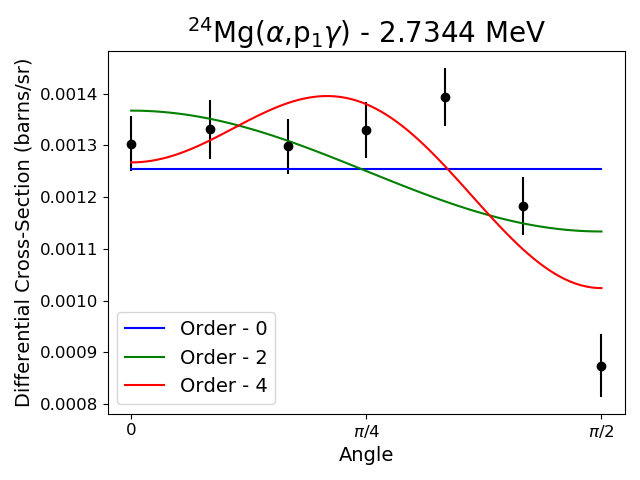 ²⁴Mg(α,p₁γ) - 2.7344 MeV
Differential Cross-Section (barns/sr)
0.0014
0.0013
0.0012
0.0011
0.0010
0.0009
0.0008
Order - 0
Order - 2
Order - 4
0
π/4
π/2
Angle